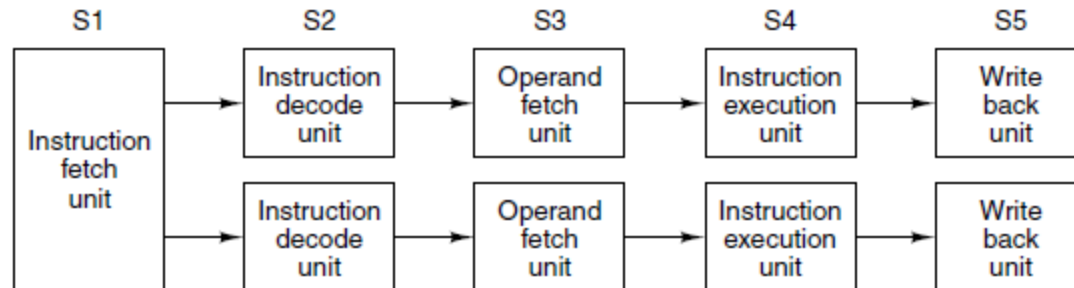 S1
S2
S3
S4
S5
Instruction
fetch
unit
Instruction
decode
unit
Operand
fetch
unit
Instruction
execution
unit
Write
back
unit
Instruction
decode
unit
Operand
fetch
unit
Instruction
execution
unit
Write
back
unit